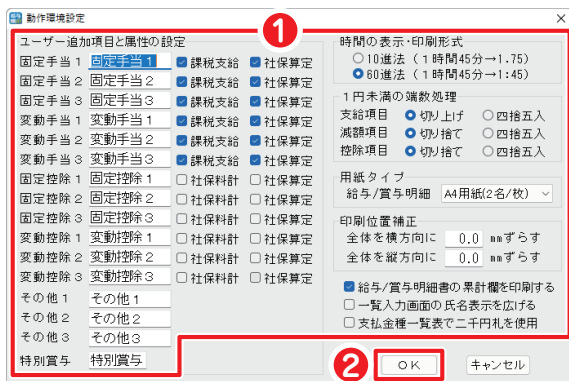 動作環境設定
1
ユーザー追加項目と属性の設定
固定手当1 固定手当1 課税支給 社保算定
固定手当2 固定手当2 課税支給 社保算定
固定手当3 固定手当3 課税支給 社保算定
変動手当1 変動手当1 課税支給 社保算定
変動手当2 変動手当2 課税支給 社保算定
変動手当3 変動手当3 課税支給 社保算定
固定控除1 固定控除1 社保料計 社保算定
固定控除2 固定控除2 社保料計 社保算定
固定控除3 固定控除3 社保料計 社保算定
変動控除1 変動控除1 社保料計 社保算定
変動控除2 変動控除2 社保料計 社保算定
変動控除3 変動控除3 社保料計 社保算定
その他1 その他1
その他2 その他2
その他3 その他3
特別賞与 特別賞与
時間の表示・印刷形式
10進法(1時間45分→1.75)
60進法(1時間45分→1:45)
1円未満の端数処理
支給項目 切り上げ 四捨五入
減額項目 切り捨て 四捨五入
控除項目 切り捨て 四捨五入
用紙タイプ
給与/賞与明細 A4用紙(2名/枚)
印刷位置補正
全体を横方向に 0.0 mmずらす
全体を縦方向に 0.0 mmずらす
給与/賞与明細書の累計欄を印刷する
一覧入力画面の氏名表示を広げる
支払金種一覧表で二千円札を使用
2
OK キャンセル